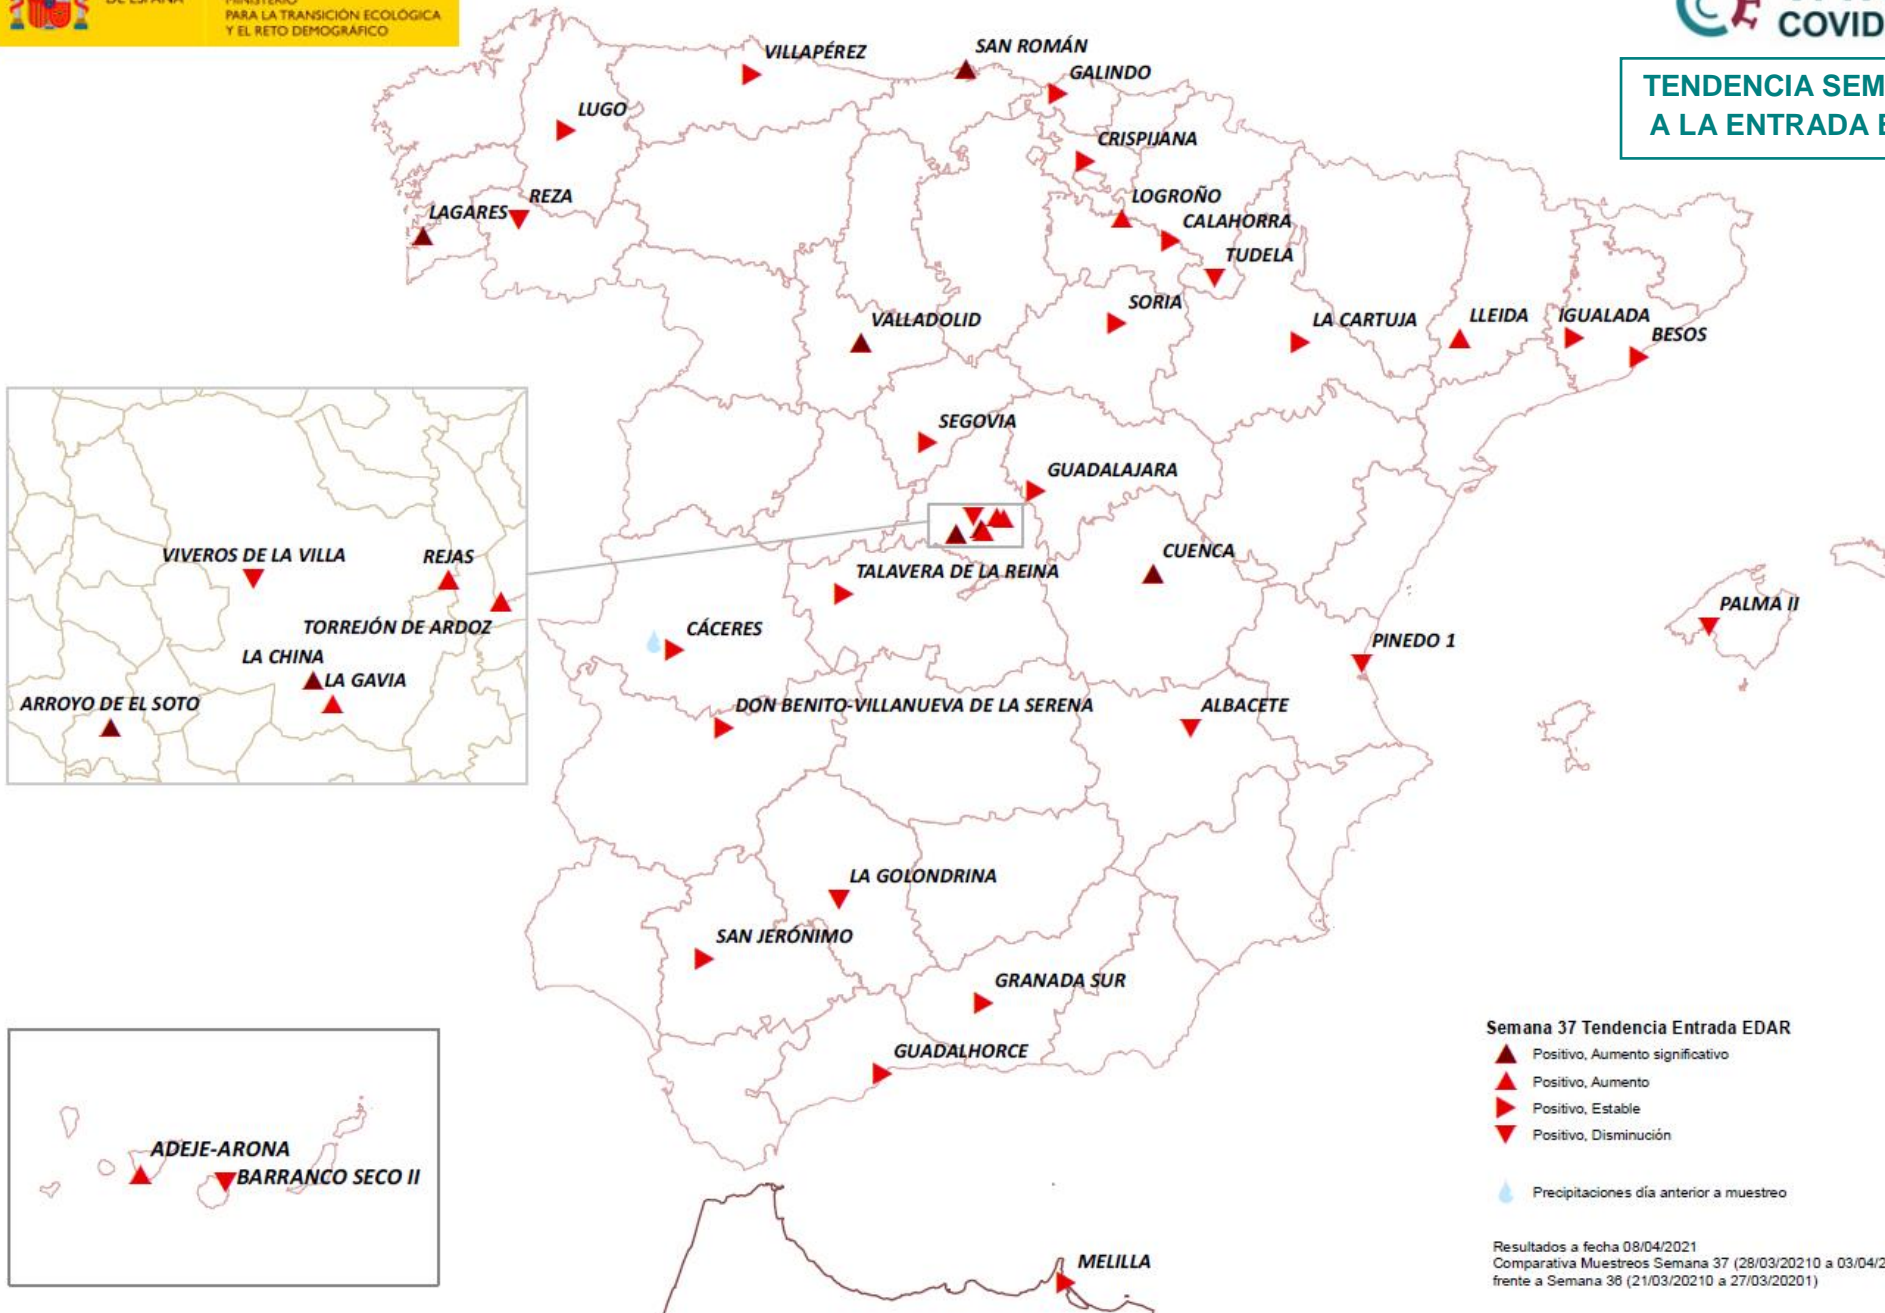 DE ESPAÑA
MINISTERIO
PARA LA TRANSICIÓN ECOLÓGICA
Y EL RETO DEMOGRÁFICO
COVID
TENDENCIA SEM
A LA ENTRADA E
VILLAPÉREZ
SAN ROMÁN
GALINDO
LUGO
CRISPIJANA
REZA
LAGARES
LOGROÑO
CALAHORRA
TUDELA
SORIA
VALLADOLID
LA CARTUJA
LLEIDA
IGUALADA
BESOS
SEGOVIA
GUADALAJARA
CUENCA
TALAVERA DE LA REINA
VIVEROS DE LA VILLA
REJAS
TORREJÓN DE ARDOZ
LA CHINA
LA GAVIA
ARROYO DE EL SOTO
CÁCERES
PALMA II
PINEDO 1
DON BENITO-VILLANUEVA DE LA SERENA
ALBACETE
LA GOLONDRINA
SAN JERÓNIMO
GRANADA SUR
GUADALHORCE
ADEJE-ARONA
BARRANCO SECO II
MELILLA
Semana 37 Tendencia Entrada EDAR
Positivo, Aumento significativo
Positivo, Aumento
Positivo, Estable
Positivo, Disminución
Precipitaciones día anterior a muestreo
Resultados a fecha 08/04/2021
Comparativa Muestreos Semana 37 (28/03/20210 a 03/04/2
frente a Semana 36 (21/03/20210 a 27/03/20201)